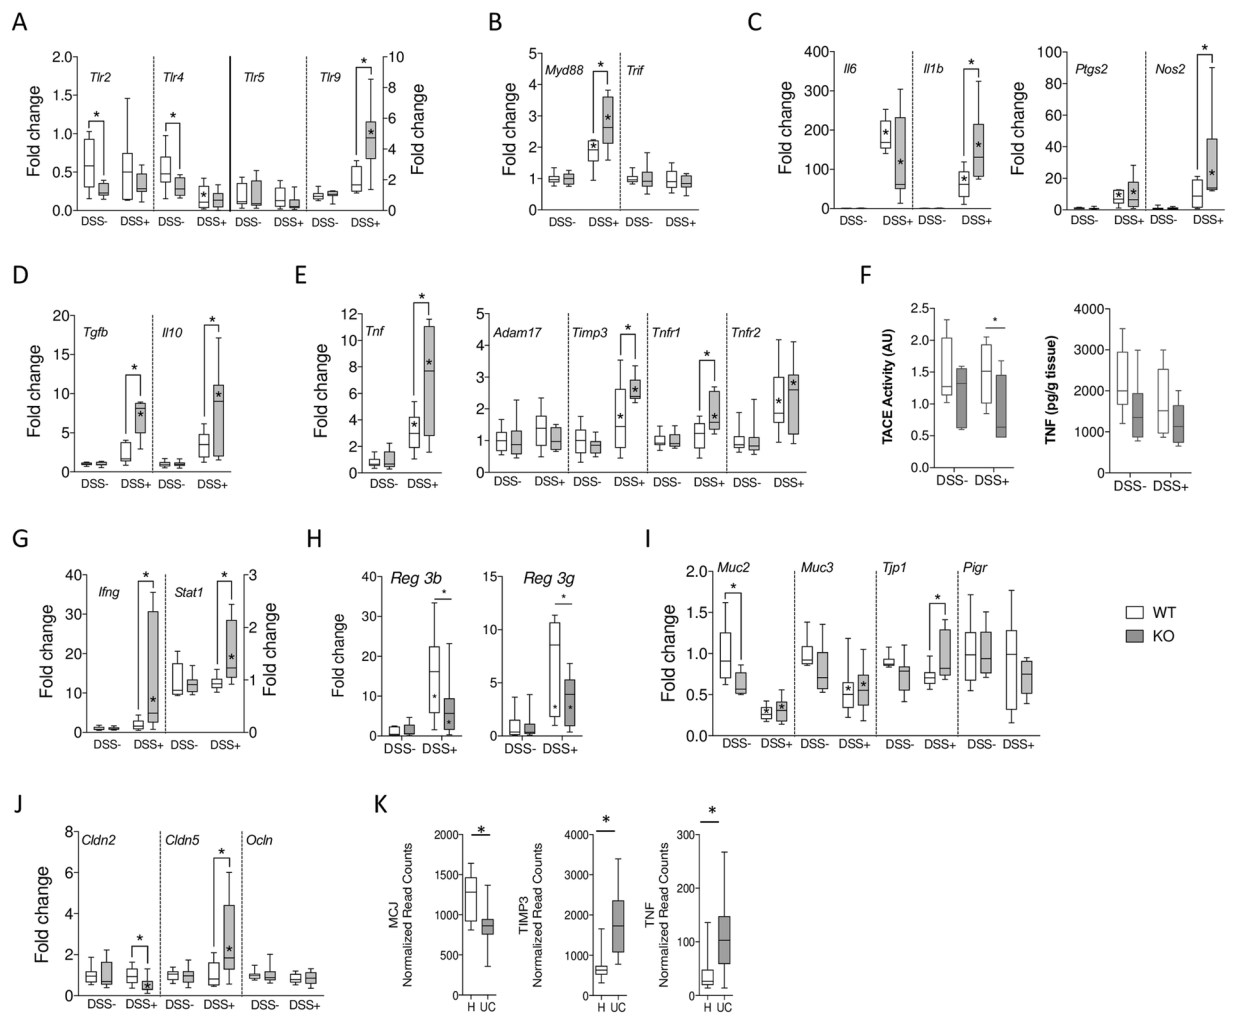 A
Fold change
2.0
1.5
1.0
0.5
0.0
Tlr2
Tlr4
Tlr5
Tlr9
*
*
*
*
*
10
8
6
4
2
0
Fold change
DSS- DSS+ DSS- DSS+ DSS- DSS+ DSS- DSS+
B
Fold change
5
4
3
2
1
0
Myd88
Trif
*
*
*
DSS- DSS+ DSS- DSS+
C
Fold change
400
300
200
100
0
Il6
Il1b
*
*
*
*
*
DSS- DSS+ DSS- DSS+
Fold change
100
80
60
40
20
0
Ptgs2
Nos2
*
*
*
*
DSS- DSS+ DSS- DSS+
D
Fold change
20
15
10
5
0
Tgfb
Il10
*
*
*
*
DSS- DSS+ DSS- DSS+
E
Fold change
12
10
8
6
4
2
0
Tnf
*
*
*
DSS- DSS+
5
4
3
2
1
0
Adam17
Timp3
Tnfr1
Tnfr2
*
*
*
*
*
*
*
DSS- DSS+ DSS- DSS+ DSS- DSS+ DSS- DSS+
F
TACE Activity (AU)
2.5
2.0
1.5
1.0
0.5
0.0
*
DSS- DSS+
TNF (pg/g tissue)
4000
3000
2000
1000
0
DSS- DSS+
G
Fold change
40
30
20
10
0
Ifng
Stat1
*
*
*
*
3
2
1
0
Fold change
DSS- DSS+ DSS- DSS+
H
Fold change
40
30
20
10
0
Reg 3b
*
*
*
DSS- DSS+
15
10
5
0
Reg 3g
*
*
*
DSS- DSS+
I
Fold change
2.0
1.5
1.0
0.5
0.0
Muc2
Muc3
Tjp1
Pigr
*
*
*
*
*
*
DSS- DSS+ DSS- DSS+ DSS- DSS+ DSS- DSS+
WT
KO
J
Fold change
8
6
4
2
0
Cldn2
Cldn5
Ocln
*
*
*
*
DSS- DSS+ DSS- DSS+ DSS- DSS+
K
MCJ
Normalized Read Counts
2000
1500
1000
500
0
*
H UC
TIMP3
Normalized Read Counts
4000
3000
2000
1000
0
*
H UC
TNF
Normalized Read Counts
300
200
100
0
*
H UC